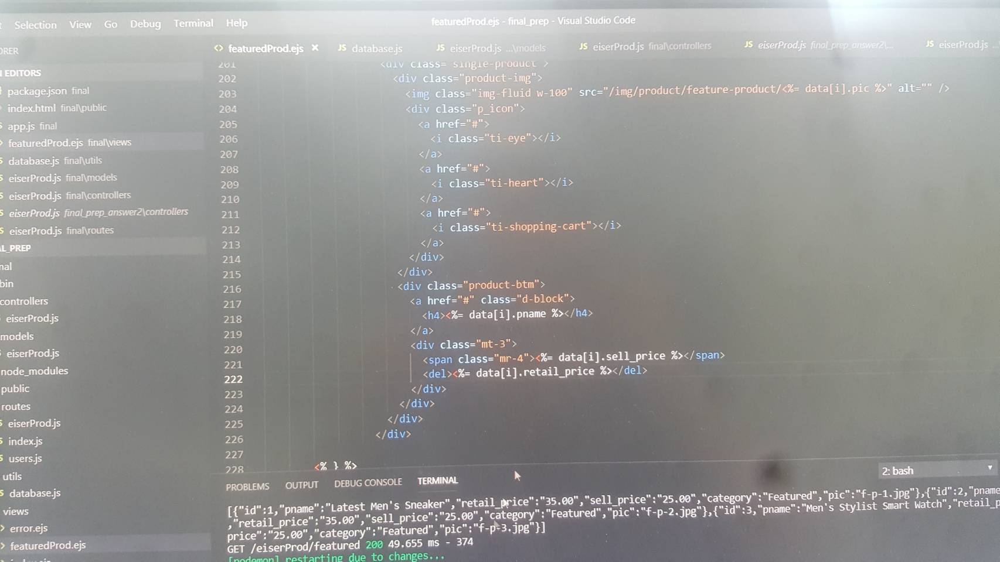 Selection View Go Debug Terminal Help
featuredProd.ejs - final_prep - Visual Studio Code
featuredProd.ejs × JS database.js JS eiserProd.js ...\models JS eiserProd.js final\controllers JS eiserProd.js final_prep_answer2\... JS eiserProd.js
EDITORS
package.json final
index.html final\public
app.js final
featuredProd.ejs final\views
database.js final\utils
eiserProd.js final\models
eiserProd.js final\controllers
eiserProd.js final_prep_answer2\controllers
eiserProd.js final\routes
L_PREP
nal
bin
controllers
eiserProd.js
models
eiserProd.js
node_modules
public
routes
eiserProd.js
index.js
users.js
utils
database.js
views
error.ejs
featuredProd.ejs
201 <div class="single-product">
202 <div class="product-img">
203 <img class="img-fluid w-100" src="/img/product/feature-product/<%= data[i].pic %>" alt="" />
204 <div class="p_icon">
205 <a href="#">
206 <i class="ti-eye"></i>
207 </a>
208 <a href="#">
209 <i class="ti-heart"></i>
210 </a>
211 <a href="#">
212 <i class="ti-shopping-cart"></i>
213 </a>
214 </div>
215 </div>
216 <div class="product-btm">
217 <a href="#" class="d-block">
218 <h4><%= data[i].pname %></h4>
219 </a>
220 <div class="mt-3">
221 <span class="mr-4"><%= data[i].sell_price %></span>
222 <del><%= data[i].retail_price %></del>
223 </div>
224 </div>
225 </div>
226 </div>
227
228 <% } %>
PROBLEMS OUTPUT DEBUG CONSOLE TERMINAL 2: bash
[{"id":1,"pname":"Latest Men's Sneaker","retail_price":"35.00","sell_price":"25.00","category":"Featured","pic":"f-p-1.jpg"},{"id":2,"pname
,"retail_price":"35.00","sell_price":"25.00","category":"Featured","pic":"f-p-2.jpg"},{"id":3,"pname":"Men's Stylist Smart Watch","retail_p
price":"25.00","category":"Featured","pic":"f-p-3.jpg"}]
GET /eiserProd/featured 200 49.655 ms - 374
[nodemon] restarting due to changes...